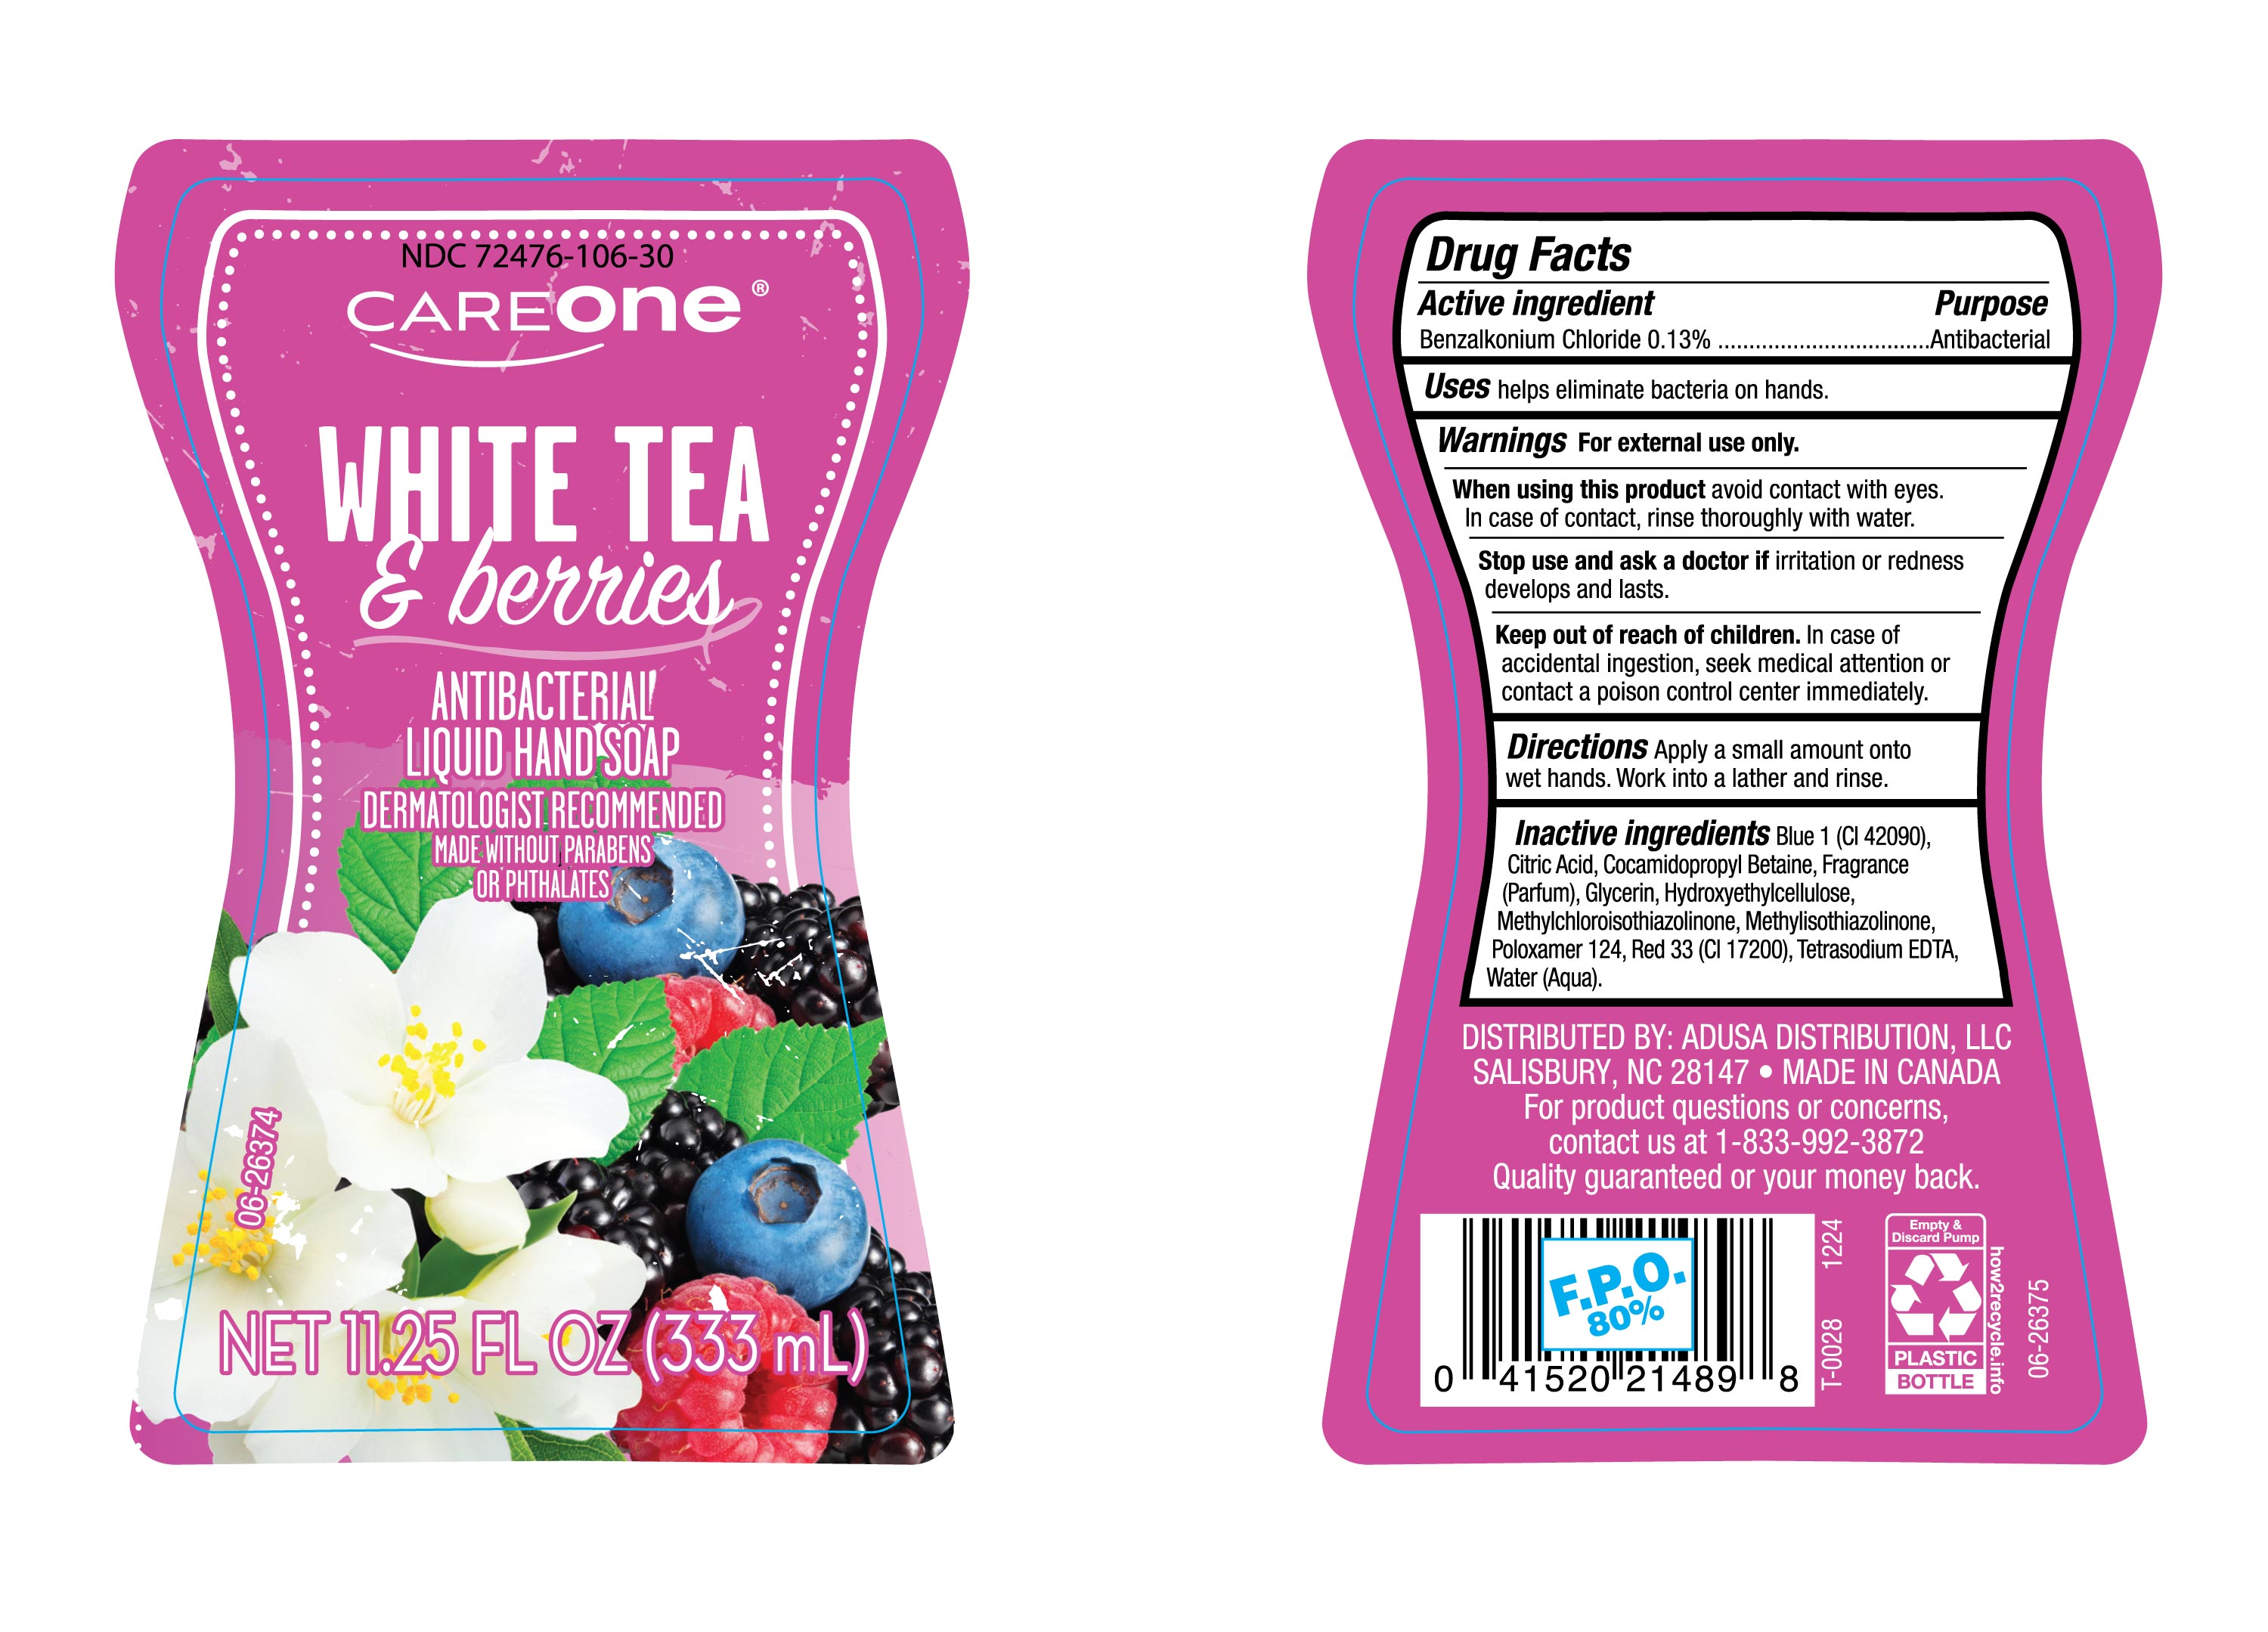 NDC 72476-106-30
CAREone®
WHITE TEA
& berries
ANTIBACTERIAL
LIQUID HAND SOAP
DERMATOLOGIST RECOMMENDED
MADE WITHOUT PARABENS
OR PHTHALATES
06-26374
NET 11.25 FL OZ (333 mL)
Drug Facts
Active ingredient Purpose
Benzalkonium Chloride 0.13% ..................................Antibacterial
Uses helps eliminate bacteria on hands.
Warnings For external use only.
When using this product avoid contact with eyes.
In case of contact, rinse thoroughly with water.
Stop use and ask a doctor if irritation or redness
develops and lasts.
Keep out of reach of children. In case of
accidental ingestion, seek medical attention or
contact a poison control center immediately.
Directions Apply a small amount onto
wet hands. Work into a lather and rinse.
Inactive ingredients Blue 1 (CI 42090),
Citric Acid, Cocamidopropyl Betaine, Fragrance
(Parfum), Glycerin, Hydroxyethylcellulose,
Methylchloroisothiazolinone, Methylisothiazolinone,
Poloxamer 124, Red 33 (CI 17200), Tetrasodium EDTA,
Water (Aqua).
DISTRIBUTED BY: ADUSA DISTRIBUTION, LLC
SALISBURY, NC 28147 • MADE IN CANADA
For product questions or concerns,
contact us at 1-833-992-3872
Quality guaranteed or your money back.
F.P.O.
80%
0 41520 21489 8
T-0028 1224
Empty &
Discard Pump
PLASTIC
BOTTLE
how2recycle.info
06-26375